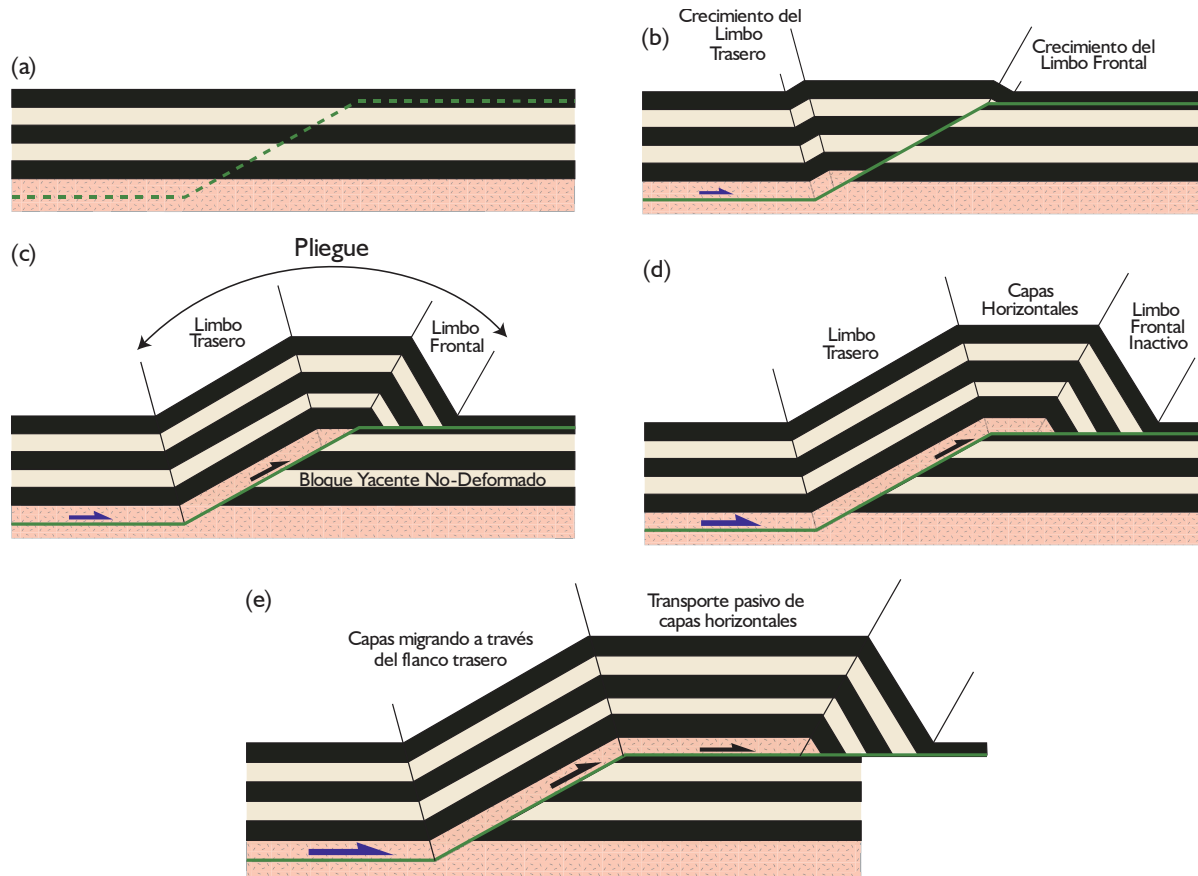 (a)
(b)
Crecimiento del
Limbo
Trasero
Crecimiento del
Limbo Frontal
(c)
Pliegue
Limbo
Trasero
Limbo
Frontal
Bloque Yacente No-Deformado
(d)
Limbo
Trasero
Capas
Horizontales
Limbo
Frontal
Inactivo
(e)
Capas migrando a través
del flanco trasero
Transporte pasivo de
capas horizontales